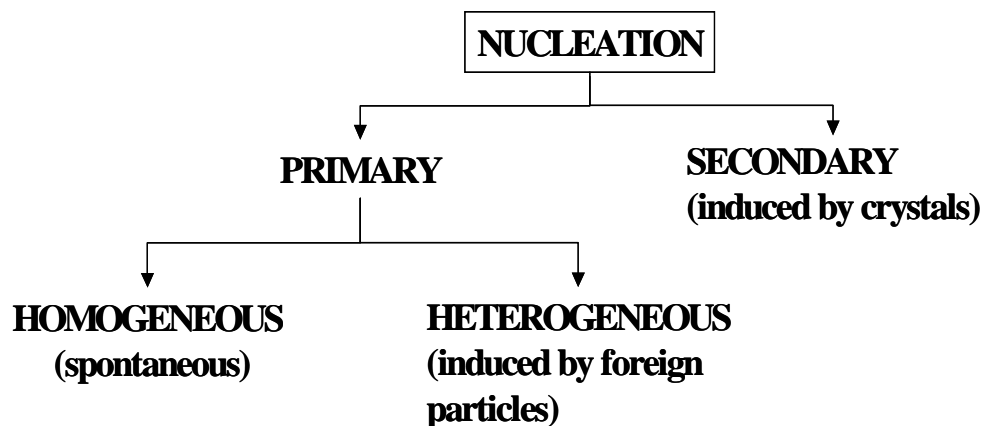 NUCLEATION
PRIMARY
SECONDARY
(induced by crystals)
HOMOGENEOUS
(spontaneous)
HETEROGENEOUS
(induced by foreign
particles)